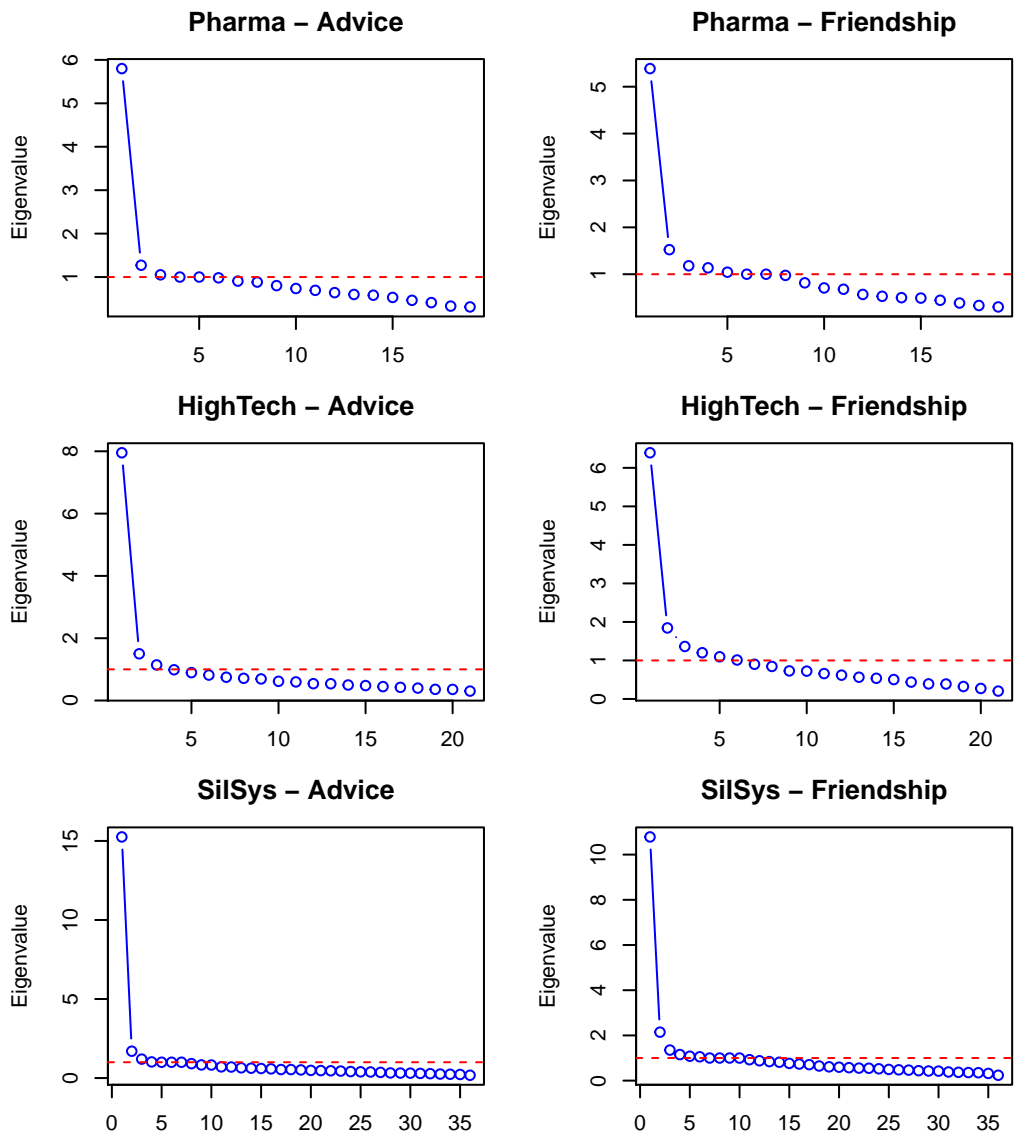 Pharma – Advice
Eigenvalue
6
5
4
3
2
1
5 10 15
Pharma – Friendship
Eigenvalue
5
4
3
2
1
5 10 15
HighTech – Advice
Eigenvalue
8
6
4
2
0
5 10 15 20
HighTech – Friendship
Eigenvalue
6
5
4
3
2
1
0
5 10 15 20
SilSys – Advice
Eigenvalue
15
10
5
0
0 5 10 15 20 25 30 35
SilSys – Friendship
Eigenvalue
10
8
6
4
2
0
0 5 10 15 20 25 30 35